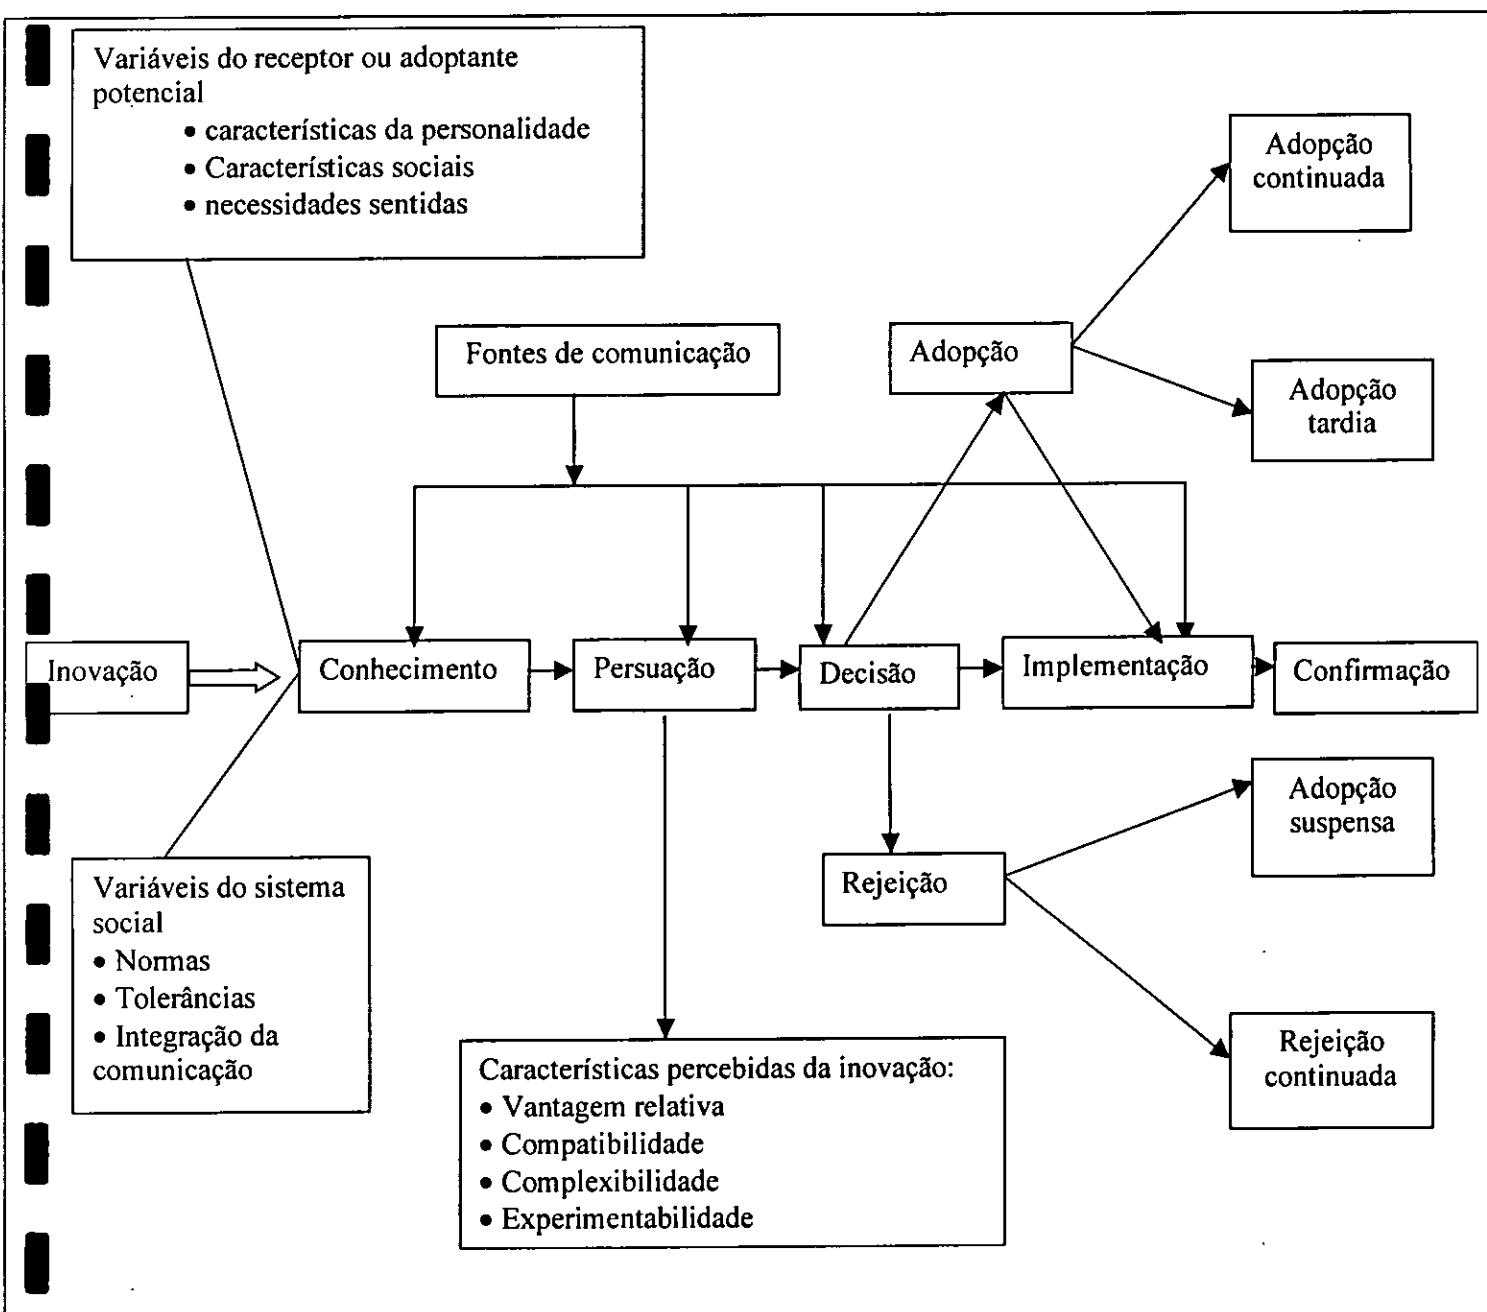 Variáveis do receptor ou adoptante
potencial
• características da personalidade
• Características sociais
• necessidades sentidas
Adopção
continuada
Fontes de comunicação
Adopção
Adopção
tardia
Inovação
Conhecimento
Persuação
Decisão
Implementação
Confirmação
Adopção
suspensa
Variáveis do sistema
social
• Normas
• Tolerâncias
• Integração da
comunicação
Rejeição
Rejeição
continuada
Características percebidas da inovação:
• Vantagem relativa
• Compatibilidade
• Complexibilidade
• Experimentabilidade